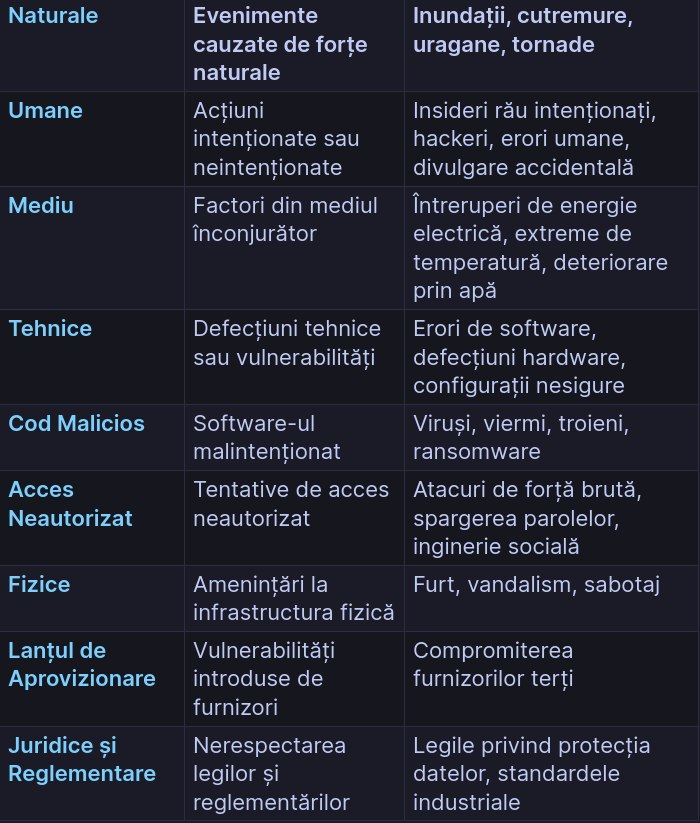 Naturale
Evenimente
cauzate de forțe
naturale
Inundații, cutremure,
uragane, tornade
Umane
Acțiuni
intenționate sau
neintenționate
Insideri rău intenționați,
hackeri, erori umane,
divulgare accidentală
Mediu
Factori din mediul
înconjurător
Întreruperi de energie
electrică, extreme de
temperatură, deteriorare
prin apă
Tehnice
Defecțiuni tehnice
sau vulnerabilități
Erori de software,
defecțiuni hardware,
configurații nesigure
Cod Malicios
Software-ul
malintenționat
Viruși, viermi, troieni,
ransomware
Acces
Neautorizat
Tentative de acces
neautorizat
Atacuri de forță brută,
spargerea parolelor,
inginerie socială
Fizice
Amenințări la
infrastructura fizică
Furt, vandalism, sabotaj
Lanțul de
Aprovizionare
Vulnerabilități
introduse de
furnizori
Compromiterea
furnizorilor terți
Juridice și
Reglementare
Nerespectarea
legilor și
reglementărilor
Legile privind protecția
datelor, standardele
industriale